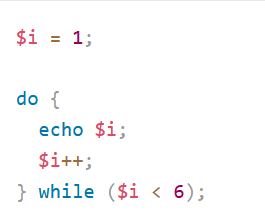 $i = 1;

do {
  echo $i;
  $i++;
} while ($i < 6);